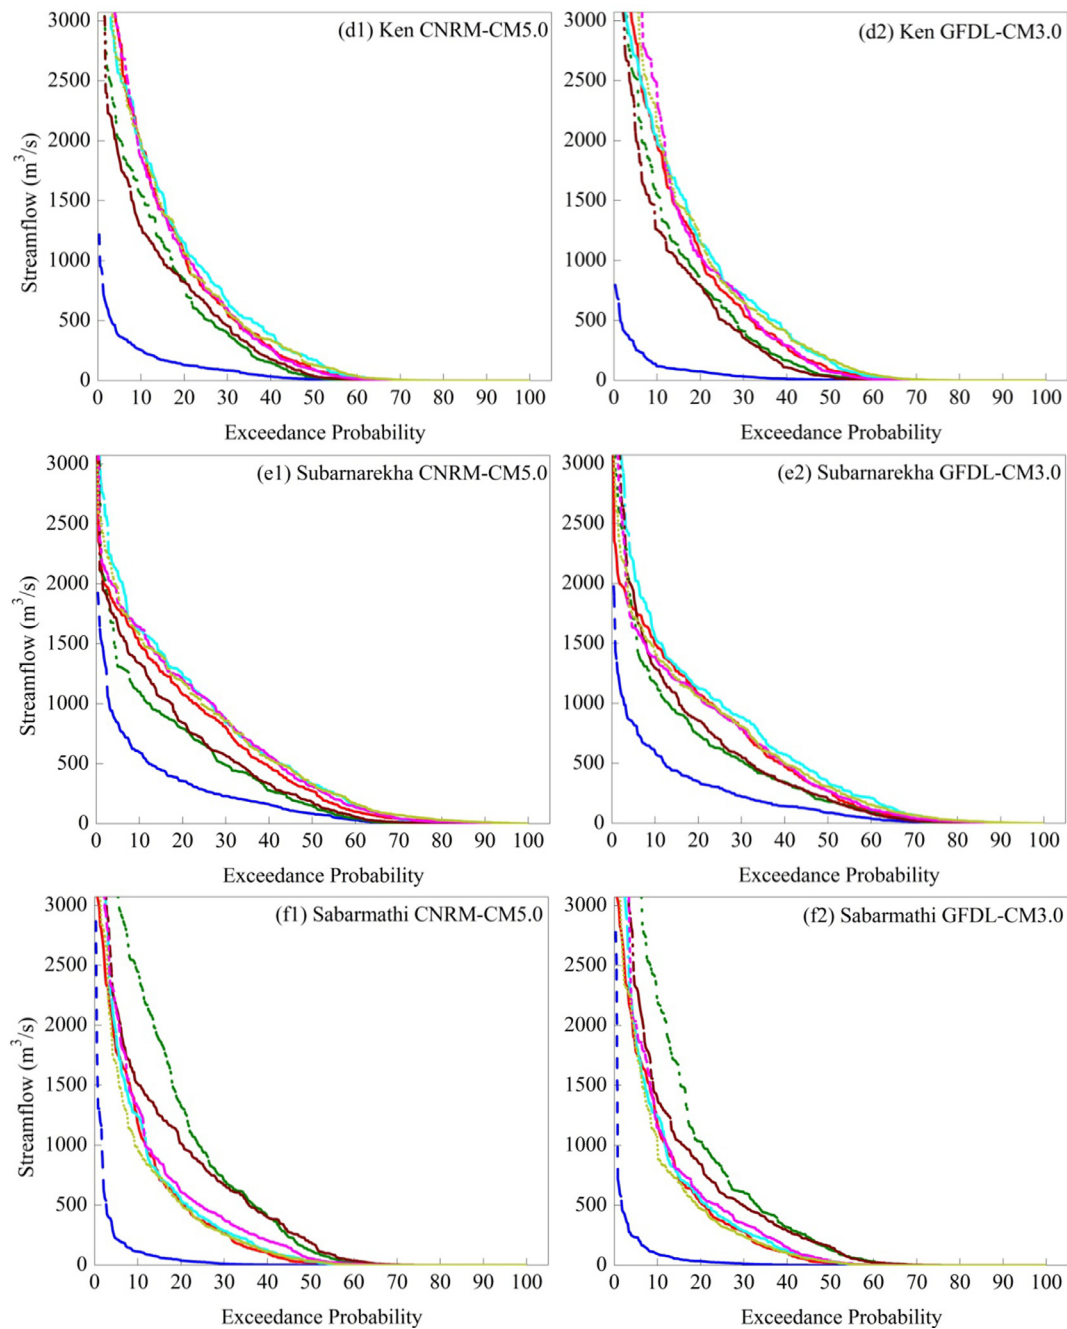 (d1) Ken CNRM-CM5.0
3000
2500
2000
1500
1000
500
0
Streamflow (m³/s)
0 10 20 30 40 50 60 70 80 90 100
Exceedance Probability
(d2) Ken GFDL-CM3.0
3000
2500
2000
1500
1000
500
0
0 10 20 30 40 50 60 70 80 90 100
Exceedance Probability
(e1) Subarnarekha CNRM-CM5.0
3000
2500
2000
1500
1000
500
0
Streamflow (m³/s)
0 10 20 30 40 50 60 70 80 90 100
Exceedance Probability
(e2) Subarnarekha GFDL-CM3.0
3000
2500
2000
1500
1000
500
0
0 10 20 30 40 50 60 70 80 90 100
Exceedance Probability
(f1) Sabarmathi CNRM-CM5.0
3000
2500
2000
1500
1000
500
0
Streamflow (m³/s)
0 10 20 30 40 50 60 70 80 90 100
Exceedance Probability
(f2) Sabarmathi GFDL-CM3.0
3000
2500
2000
1500
1000
500
0
0 10 20 30 40 50 60 70 80 90 100
Exceedance Probability